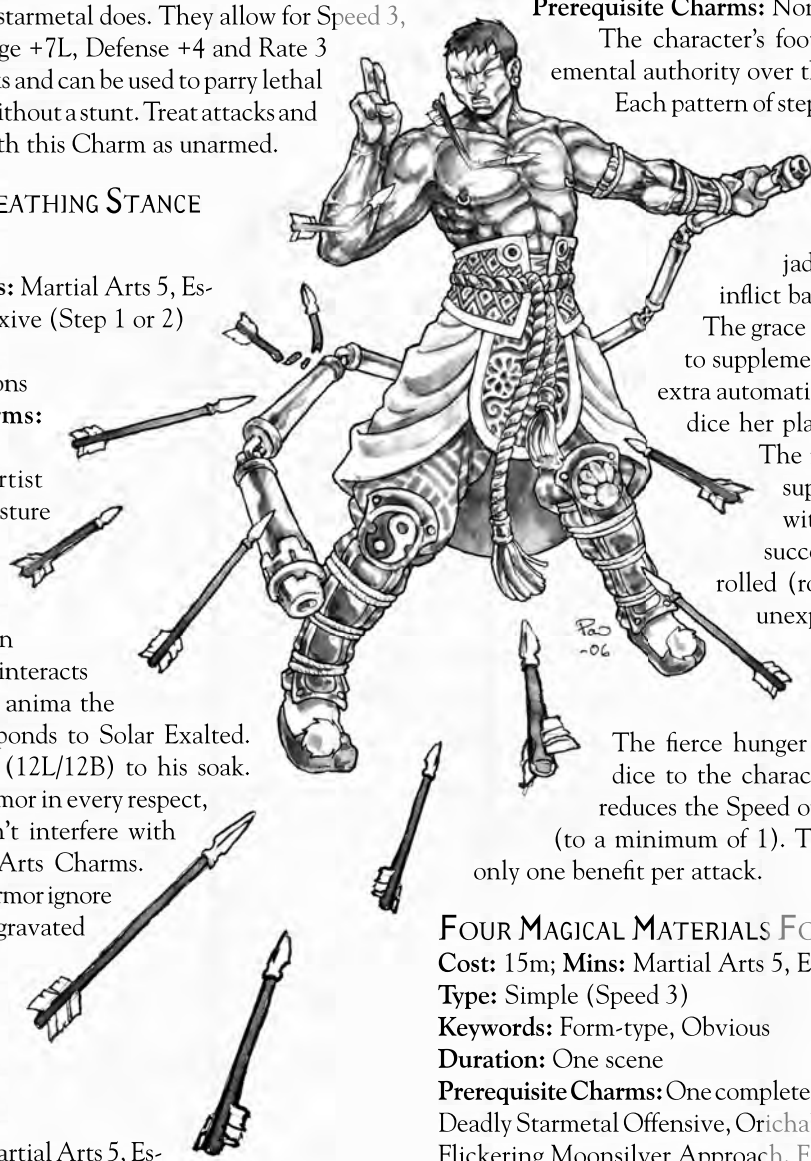 starmetal does. They allow for Speed 3,
ge +7L, Defense +4 and Rate 3
ks and can be used to parry lethal
ithout a stunt. Treat attacks and
th this Charm as unarmed.
EATHING STANCE
s: Martial Arts 5, Es-
xive (Step 1 or 2)
ons
rms:
rtist
sture
n
interacts
anima the
ponds to Solar Exalted.
(12L/12B) to his soak.
mor in every respect,
n't interfere with
Arts Charms.
rmor ignore
gravated
artial Arts 5, Es-
Prerequisite Charms: Non
The character's foo
emental authority over th
Each pattern of step
jad
inflict ba
The grace
to suppleme
extra automati
dice her pla
The
sup
wit
succe
rolled (ro
unexp
Pao
-06
The fierce hunger
dice to the charac
reduces the Speed o
(to a minimum of 1). T
only one benefit per attack.
FOUR MAGICAL MATERIALS FO
Cost: 15m; Mins: Martial Arts 5, E
Type: Simple (Speed 3)
Keywords: Form-type, Obvious
Duration: One scene
Prerequisite Charms: One complete
Deadly Starmetal Offensive, Oricha
Flickering Moonsilver Approach, F